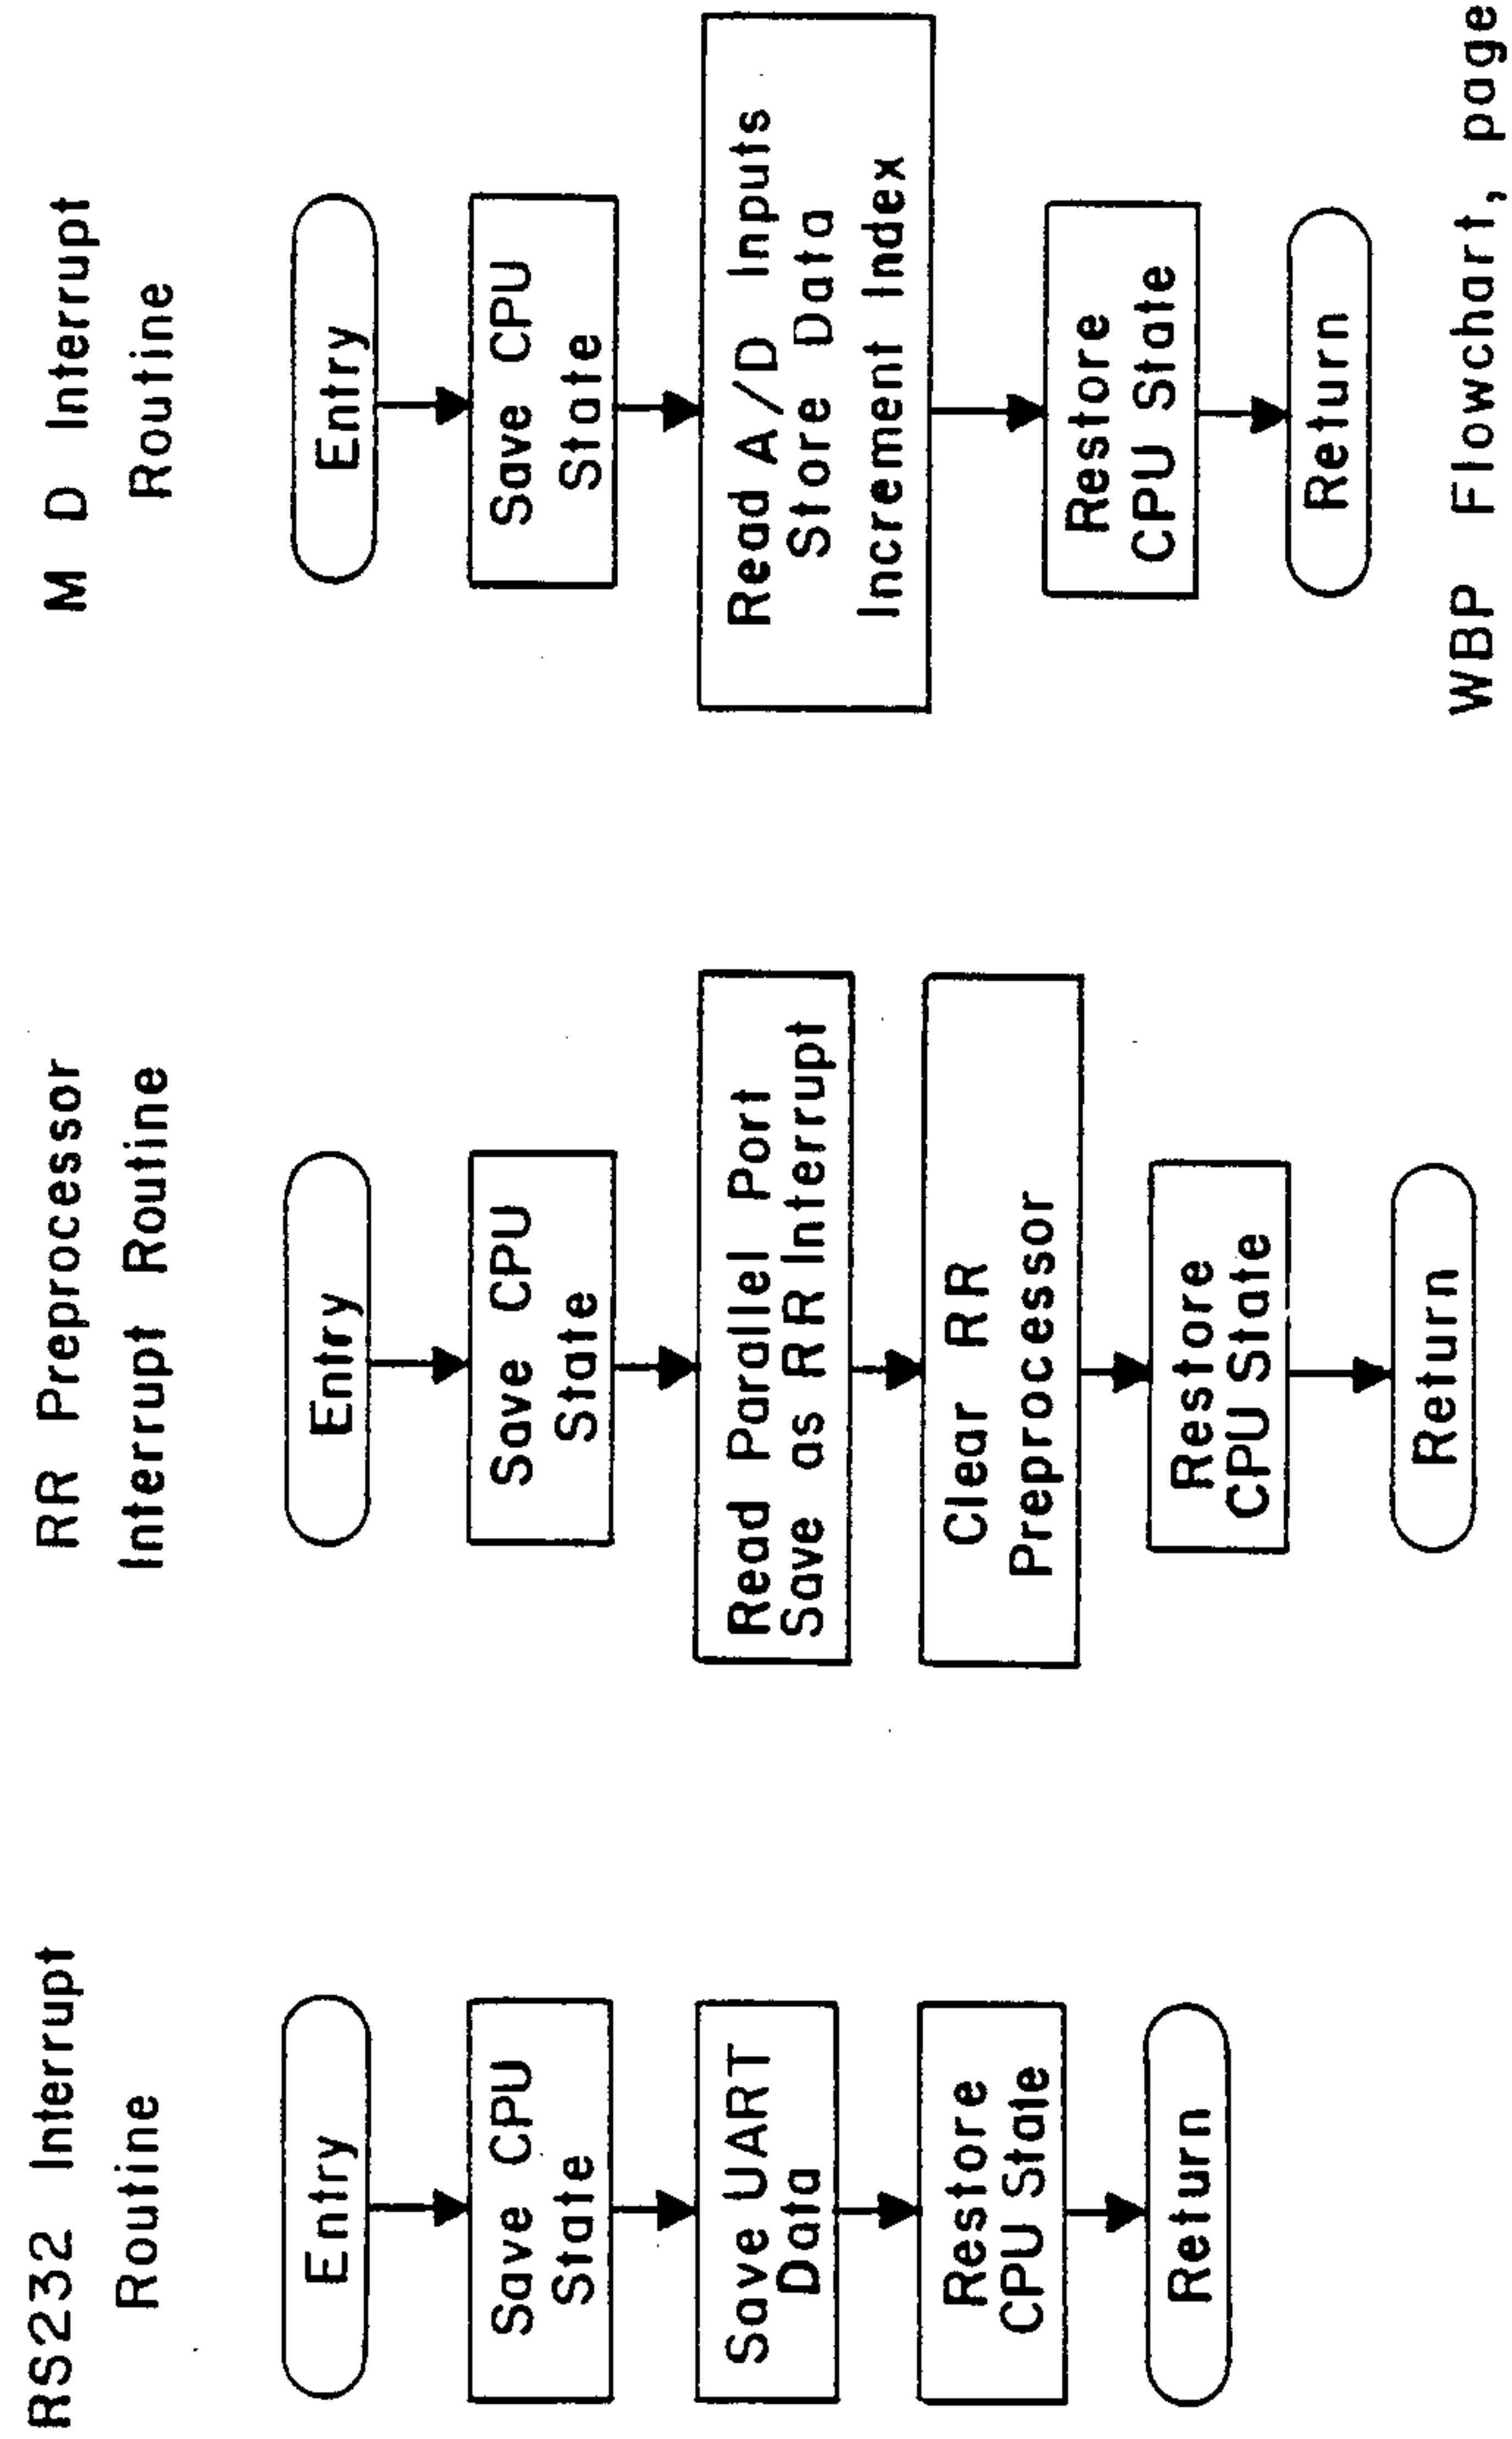 RS232 Interrupt
Routine
Entry
Save CPU
State
Save UART
Data
Restore
CPU State
Return
RR Preprocessor
Interrupt Routine
Entry
Save CPU
State
Read Parallel Port
Save as RR Interrupt
Clear RR
Preprocessor
Restore
CPU State
Return
M D Interrupt
Routine
Entry
Save CPU
State
Read A/D Inputs
Store Data
Increment Index
Restore
CPU State
Return
WBP Flowchart, page